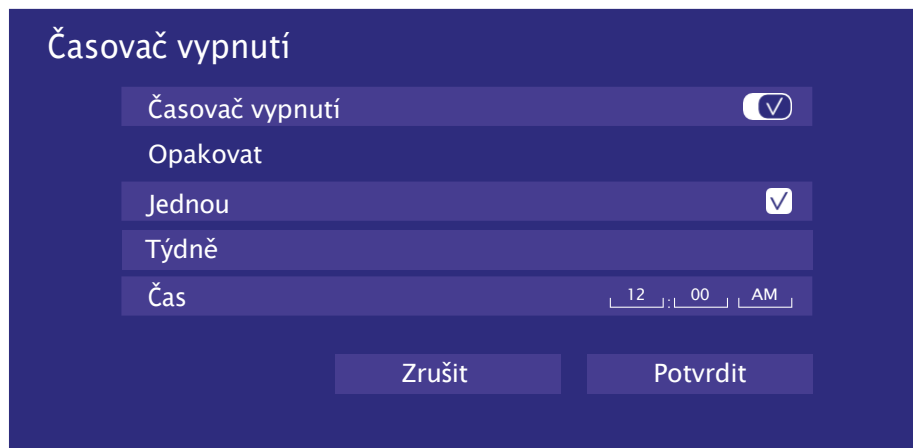 Časovač vypnutí
Časovač vypnutí
Opakovat
Jednou
Týdně
Čas 12 : 00 AM
Zrušit Potvrdit